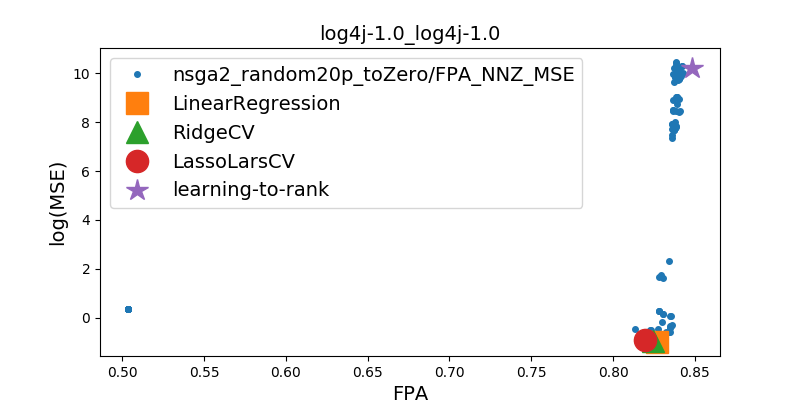 log4j-1.0_log4j-1.0
nsga2_random20p_toZero/FPA_NNZ_MSE
LinearRegression
RidgeCV
LassoLarsCV
learning-to-rank
log(MSE)
10
8
6
4
2
0
0.50 0.55 0.60 0.65 0.70 0.75 0.80 0.85
FPA